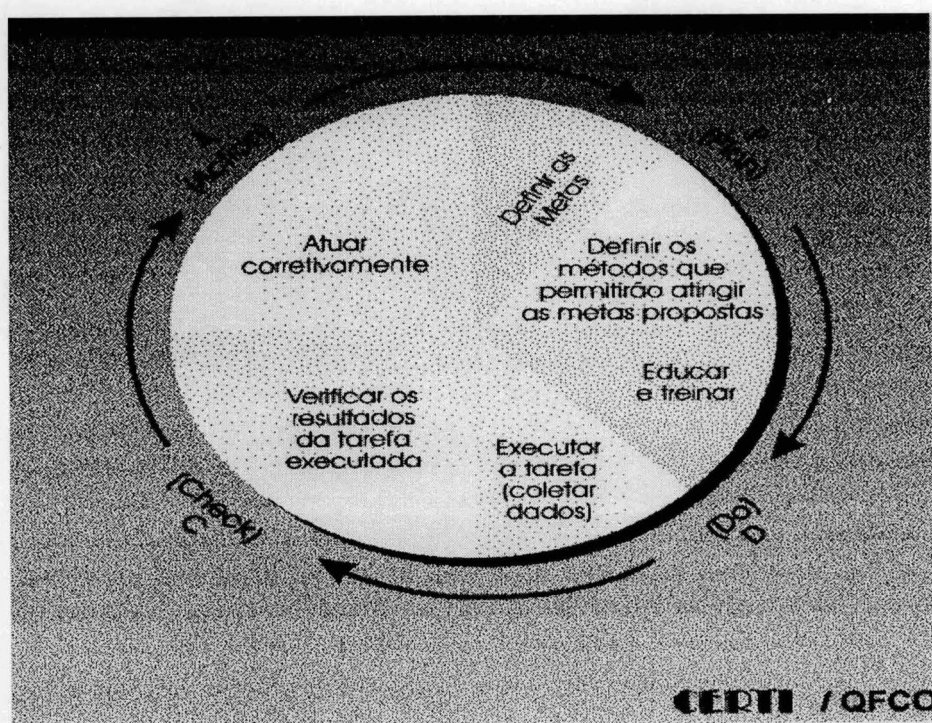 A
(Action)
P
(Plan)
Definir as
Metas
Definir os
métodos que
permitirão atingir
as metas propostas
Educar
e treinar
Executar
a tarefa
(coletar
dados)
(Do)
D
Verificar os
resultados
da tarefa
executada
(Check)
C
Atuar
corretivamente
CERTI / QFCO